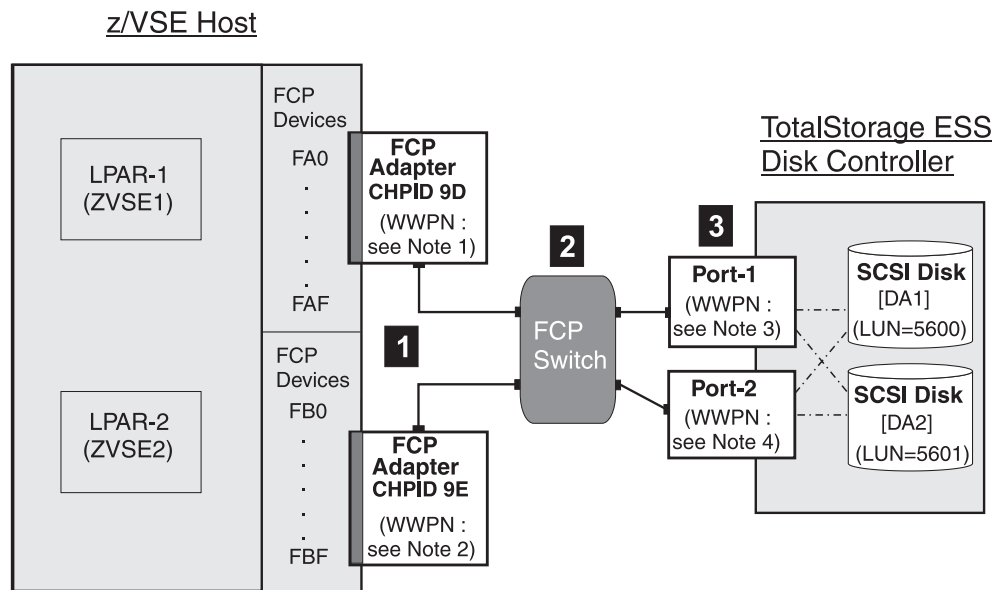 z/VSE Host
LPAR-1
(ZVSE1)
LPAR-2
(ZVSE2)
FCP
Devices
FA0
.
.
.
.
.
FAF
FCP
Devices
FB0
.
.
.
.
FBF
FCP
Adapter
CHPID 9D
(WWPN :
see Note 1)
1
FCP
Adapter
CHPID 9E
(WWPN :
see Note 2)
2
FCP
Switch
3
Port-1
(WWPN :
see Note 3)
Port-2
(WWPN :
see Note 4)
TotalStorage ESS
Disk Controller
SCSI Disk
[DA1]
(LUN=5600)
SCSI Disk
[DA2]
(LUN=5601)